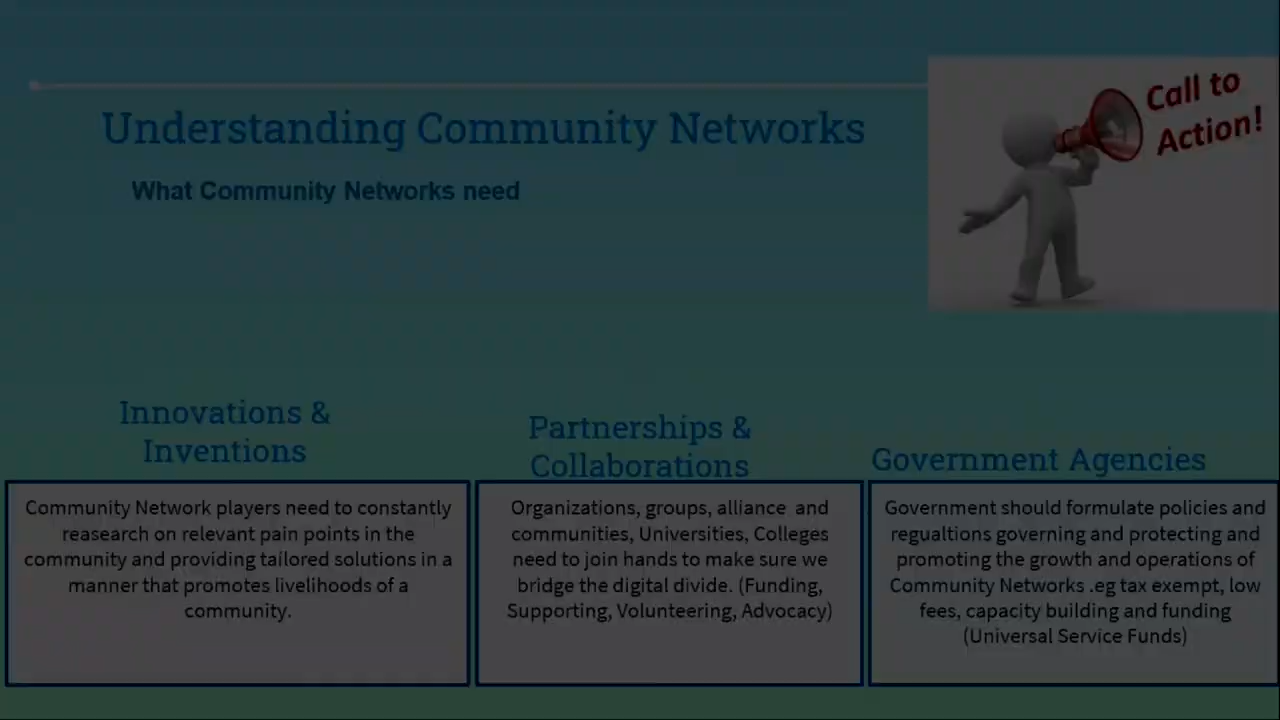 Call to
Action!
Understanding Community Networks
What Community Networks need
Innovations &
Inventions
Community Network players need to constantly
reasearch on relevant pain points in the
community and providing tailored solutions in a
manner that promotes livelihoods of a
community.
Partnerships &
Collaborations
Organizations, groups, alliance and
communities, Universities, Colleges
need to join hands to make sure we
bridge the digital divide. (Funding,
Supporting, Volunteering, Advocacy)
Government Agencies
Government should formulate policies and
regualtions governing and protecting and
promoting the growth and operations of
Community Networks .eg tax exempt, low
fees, capacity building and funding
(Universal Service Funds)